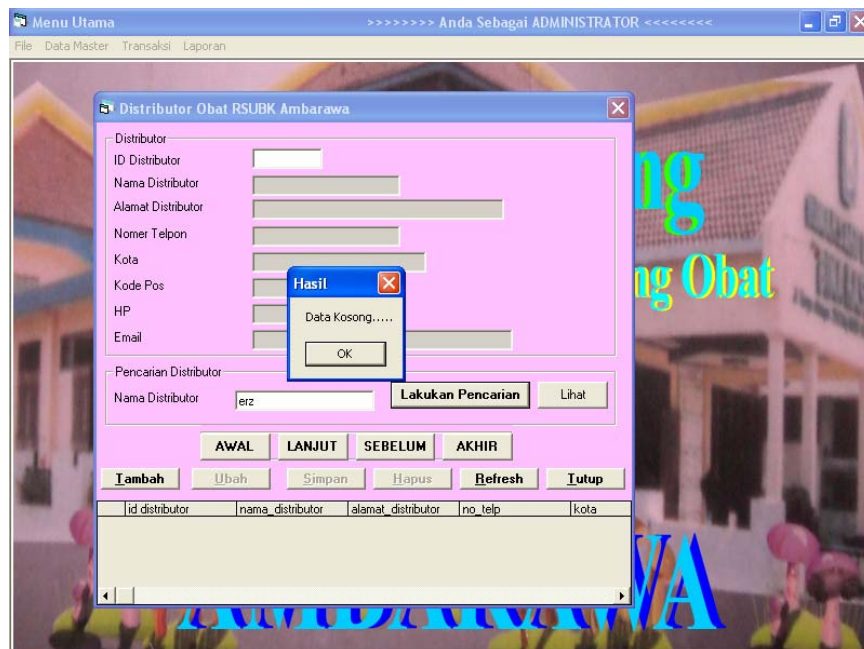 Menu Utama >>>>>>>> Anda Sebagai ADMINISTRATOR <<<<<<<<
File Data Master Transaksi Laporan
Distributor Obat RSUBK Ambarawa
Distributor
ID Distributor
Nama Distributor
Alamat Distributor
Nomer Telpon
Kota
Kode Pos
HP
Email
Hasil
Data Kosong.....
OK
Pencarian Distributor
Nama Distributor erz Lakukan Pencarian Lihat
AWAL LANJUT SEBELUM AKHIR
Tambah Ubah Simpan Hapus Refresh Tutup
id distributor nama_distributor alamat_distributor no_telp kota
ng
ng Obat
AMBARAWA